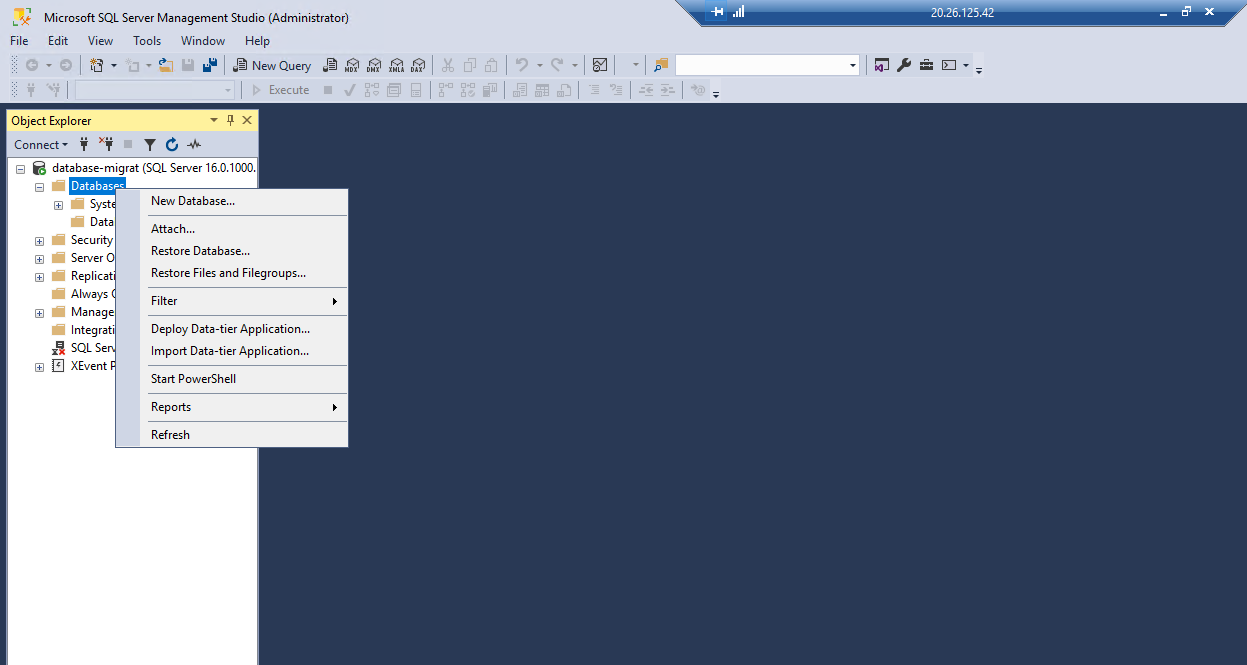 Microsoft SQL Server Management Studio (Administrator)
20.26.125.42
File Edit View Tools Window Help
New Query
MDX DMX XMLA DAX
Execute
Object Explorer
Connect
database-migrat (SQL Server 16.0.1000.
Databases
Syste
Data
Security
Server O
Replicati
Always
Manage
Integrati
SQL Serv
XEvent P
New Database...
Attach...
Restore Database...
Restore Files and Filegroups...
Filter
Deploy Data-tier Application...
Import Data-tier Application...
Start PowerShell
Reports
Refresh